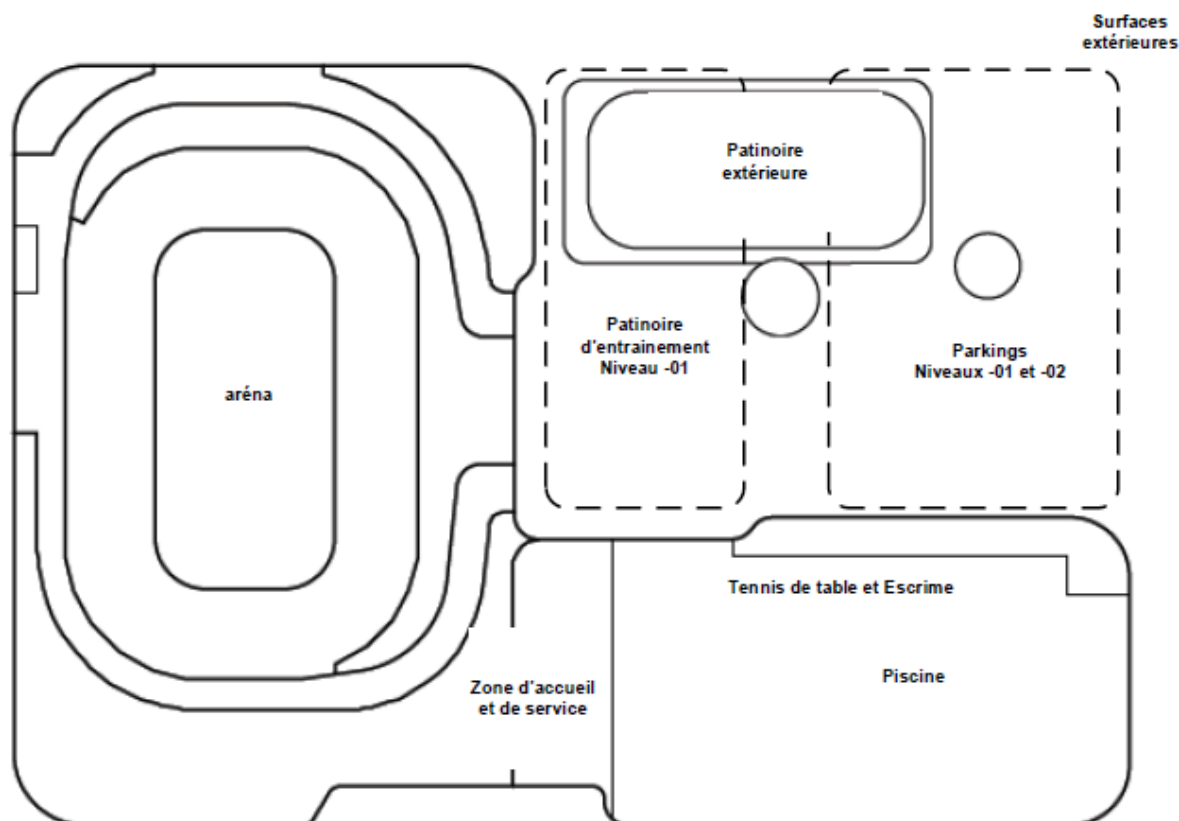 Surfaces
extérieures
Patinoire
extérieure
Patinoire
d'entrainement
Niveau -01
Parkings
Niveaux -01 et -02
aréna
Tennis de table et Escrime
Piscine
Zone d'accueil
et de service